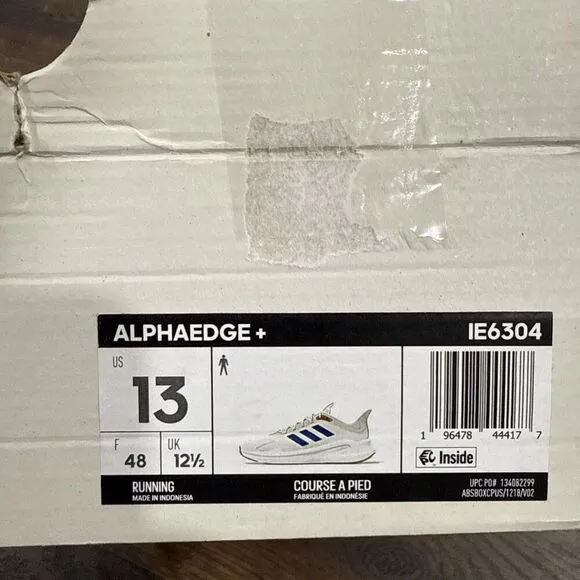 ALPHAEDGE + IE6304
US
13
F
48
UK
12½
1 96478 44417 7
Inside
RUNNING
MADE IN INDONESIA
COURSE A PIED
FABRIQUÉ EN INDONÉSIE
UPC PO# 134082299
ABSBOXCPUS/1218/V02